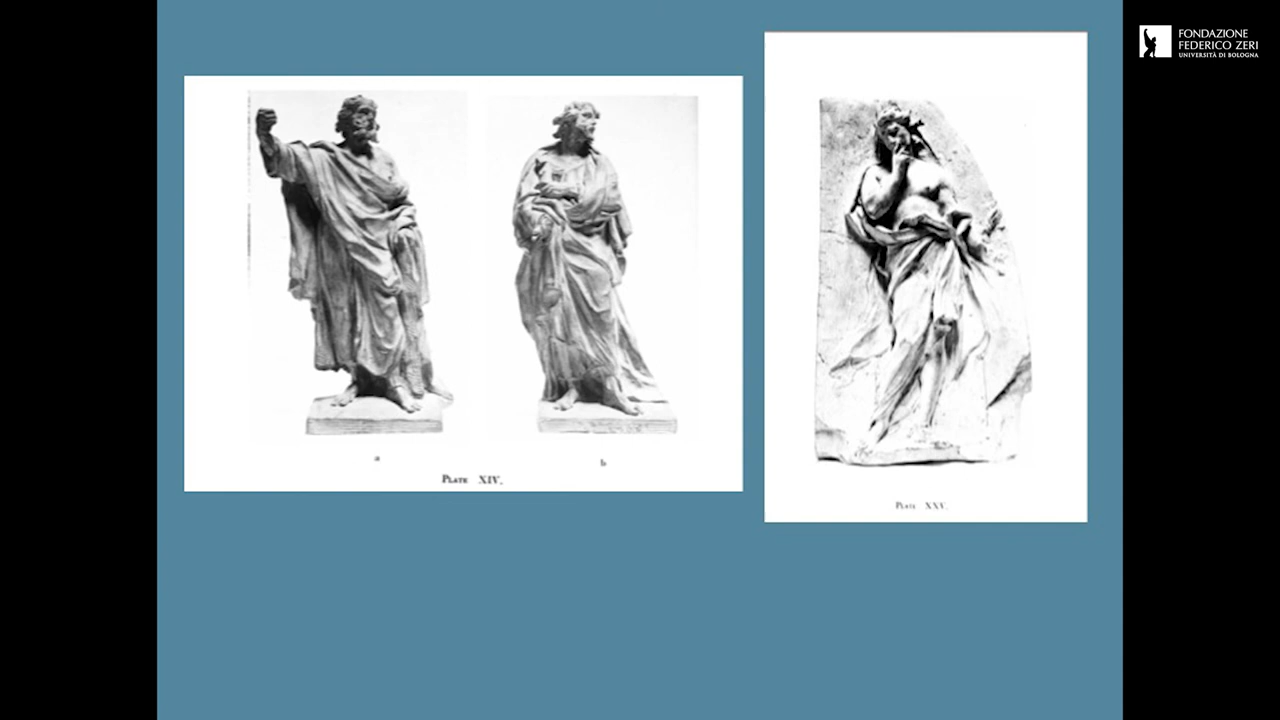 FONDAZIONE
FEDERICO ZERI
UNIVERSITÀ DI BOLOGNA
a
b
PLATE XIV.
PLATE XXV.